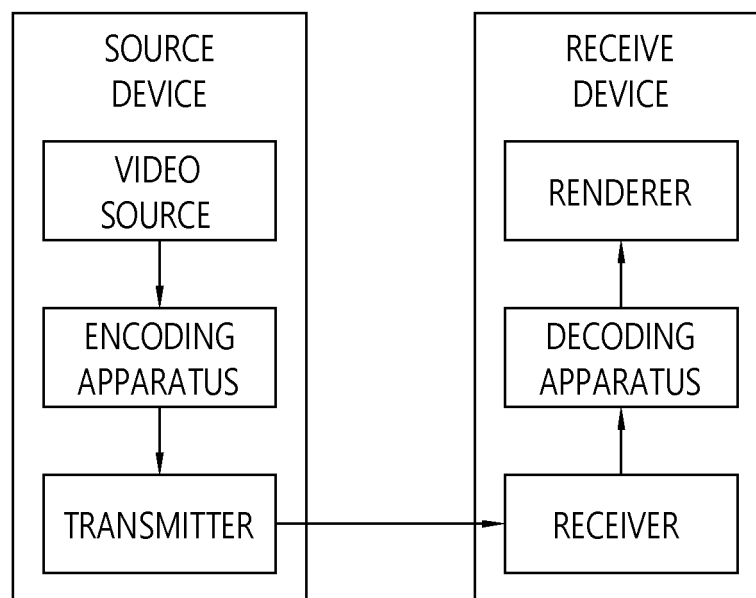 SOURCE
DEVICE
VIDEO
SOURCE
ENCODING
APPARATUS
TRANSMITTER
RECEIVE
DEVICE
RENDERER
DECODING
APPARATUS
RECEIVER